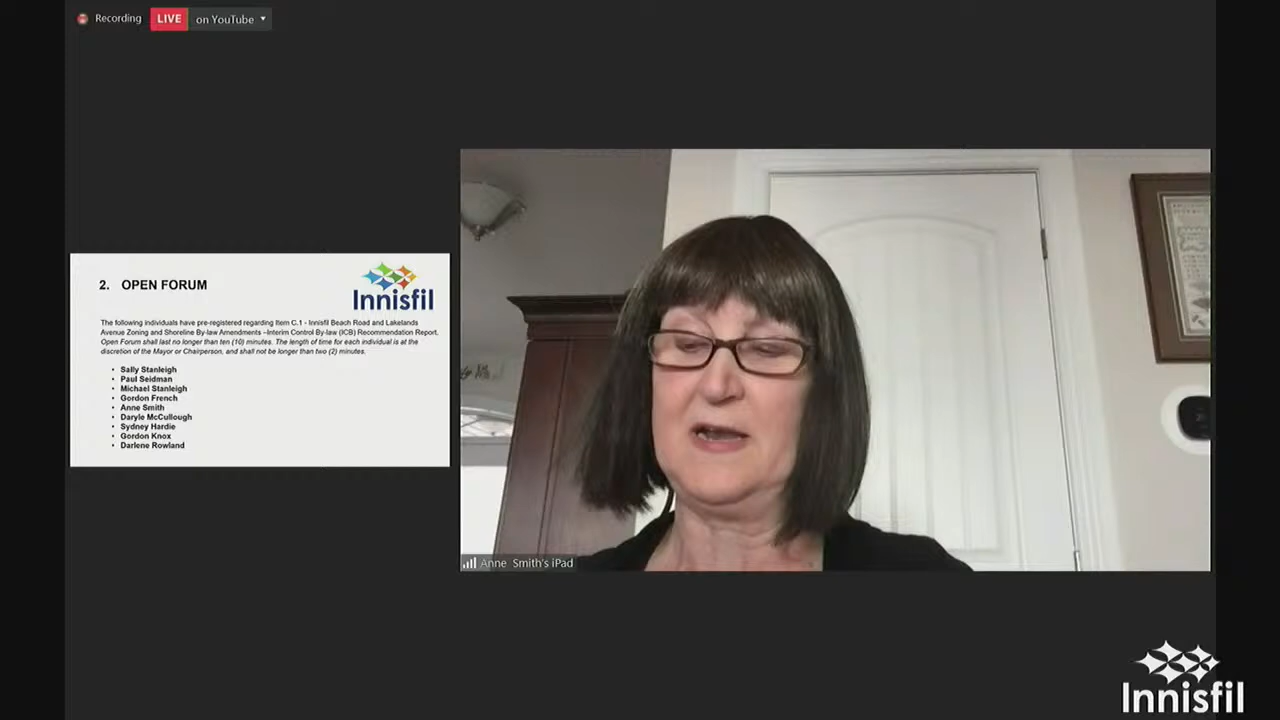 Recording
LIVE on YouTube
2. OPEN FORUM
Innisfil
The following individuals have pre-registered regarding Item C.1 - Innisfil Beach Road and Lakelands
Avenue Zoning and Shoreline By-law Amendments –Interim Control By-law (ICB) Recommendation Report.
Open Forum shall last no longer than ten (10) minutes. The length of time for each individual is at the
discretion of the Mayor or Chairperson, and shall not be longer than two (2) minutes.
• Sally Stanleigh
• Paul Seidman
• Michael Stanleigh
• Gordon French
• Anne Smith
• Daryle McCullough
• Sydney Hardie
• Gordon Knox
• Darlene Rowland
Anne Smith's iPad
Innisfil